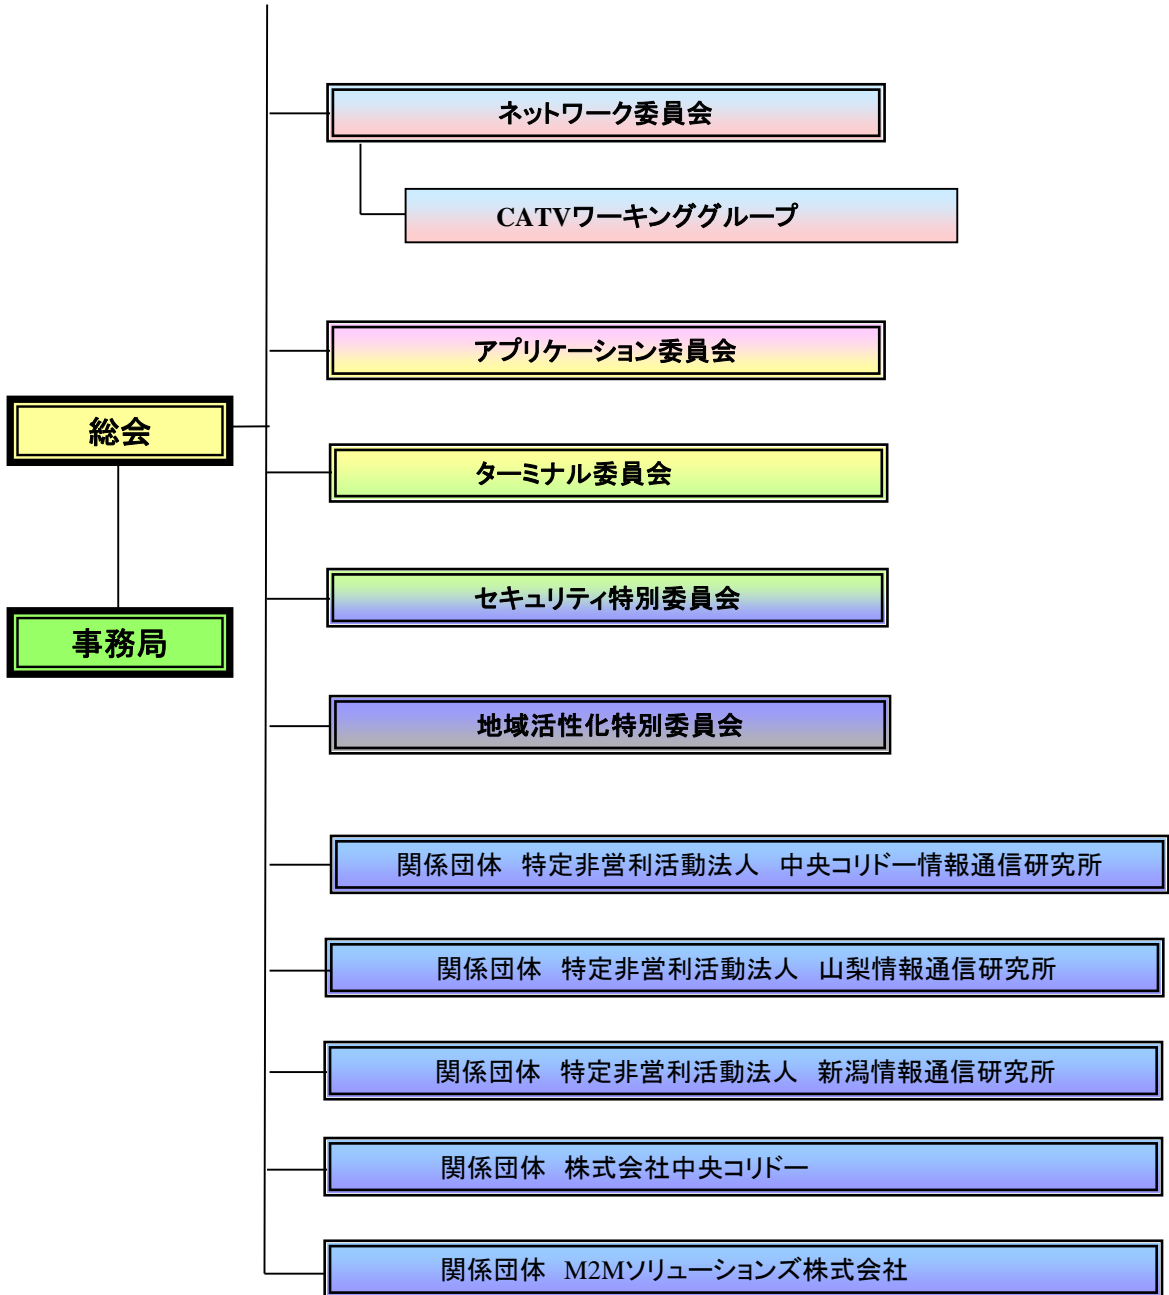 ネットワーク委員会
CATVワーキンググループ
アプリケーション委員会
総会
ターミナル委員会
セキュリティ特別委員会
事務局
地域活性化特別委員会
関係団体　特定非営利活動法人　中央コリドー情報通信研究所
関係団体　特定非営利活動法人　山梨情報通信研究所
関係団体　特定非営利活動法人　新潟情報通信研究所
関係団体　株式会社中央コリドー
関係団体　M2Mソリューションズ株式会社